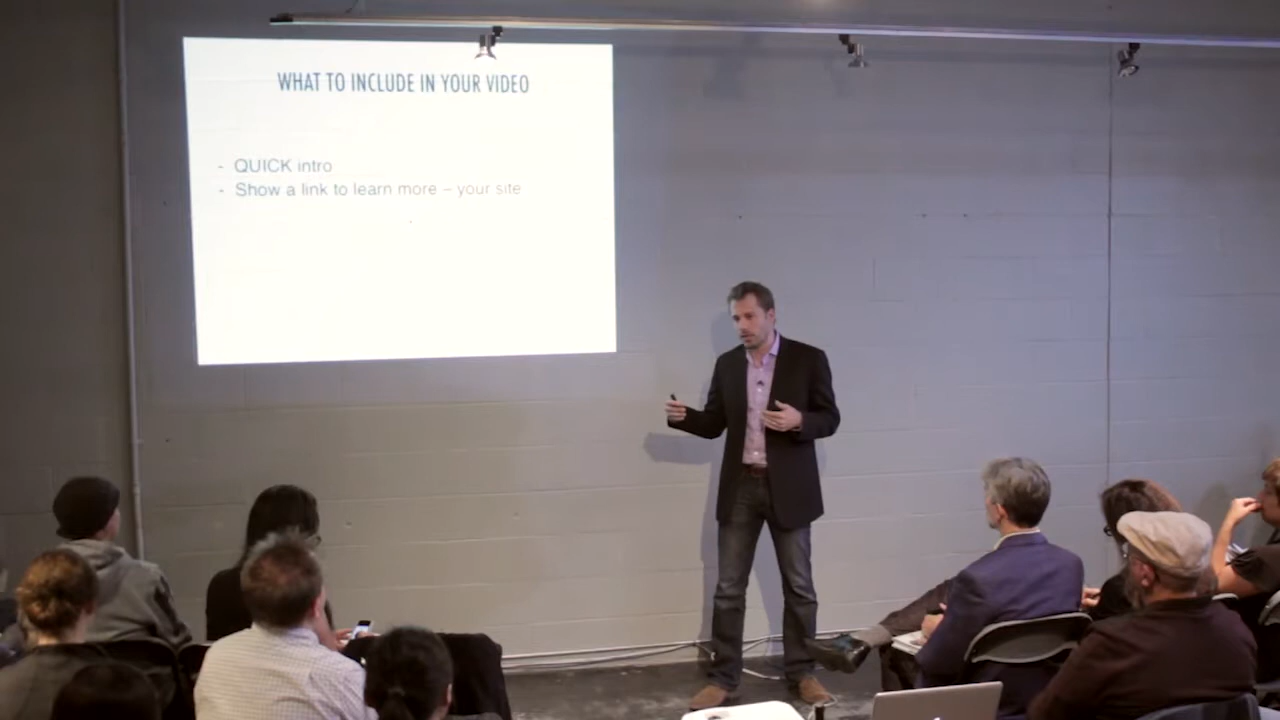 WHAT TO INCLUDE IN YOUR VIDEO
- QUICK intro
- Show a link to learn more – your site